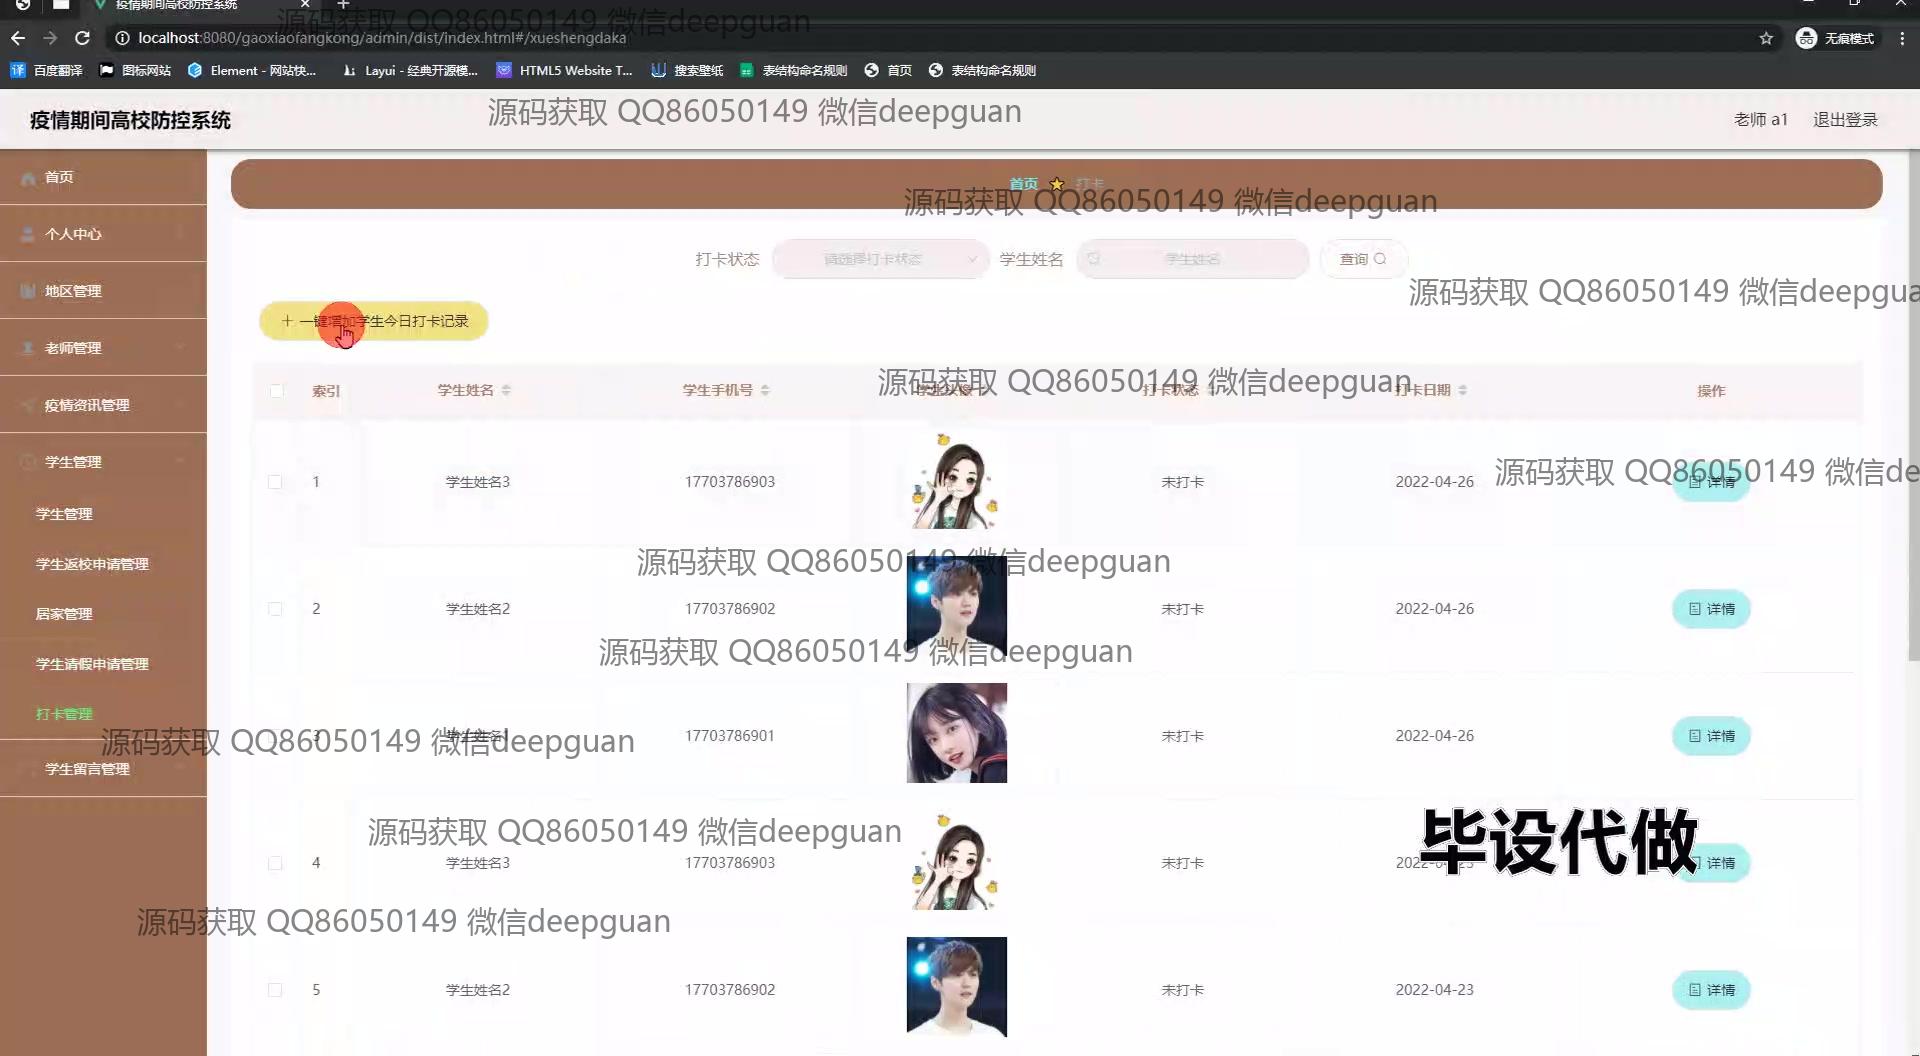 疫情期间高校防控系统
源码获取 QQ86050149 微信deepguan
localhost:8080/gaoxiaofangkong/admin/dist/index.html#/xueshengdaka
无痕模式
百度翻译 图标网站 Element - 网站快... Layui - 经典开源模... HTML5 Website T... 搜索壁纸 表结构命名规则 首页 表结构命名规则
疫情期间高校防控系统
源码获取 QQ86050149 微信deepguan
老师 a1 退出登录
首页
个人中心
地区管理
老师管理
疫情资讯管理
学生管理
学生管理
学生返校申请管理
居家管理
学生请假申请管理
打卡管理
学生留言管理
首页 打卡
源码获取 QQ86050149 微信deepguan
打卡状态 请选择打卡状态 学生姓名 学生姓名 查询
源码获取 QQ86050149 微信deepgua
一键增加学生今日打卡记录
索引 学生姓名 学生手机号 学生头像 打卡状态 打卡日期 操作
源码获取 QQ86050149 微信deepguan
1 学生姓名3 17703786903 未打卡 2022-04-26 详情
源码获取 QQ86050149 微信de
源码获取 QQ86050149 微信deepguan
2 学生姓名2 17703786902 未打卡 2022-04-26 详情
源码获取 QQ86050149 微信deepguan
3 学生姓名1 17703786901 未打卡 2022-04-26 详情
源码获取 QQ86050149 微信deepguan
源码获取 QQ86050149 微信deepguan
毕设代做
4 学生姓名3 17703786903 未打卡 详情
源码获取 QQ86050149 微信deepguan
5 学生姓名2 17703786902 未打卡 2022-04-23 详情